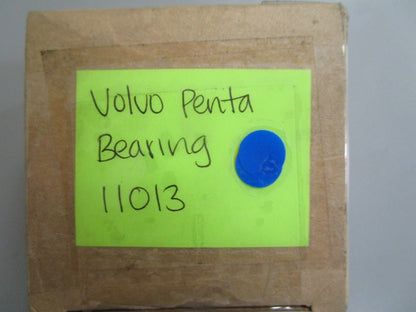 Volvo Penta
Bearing
11013